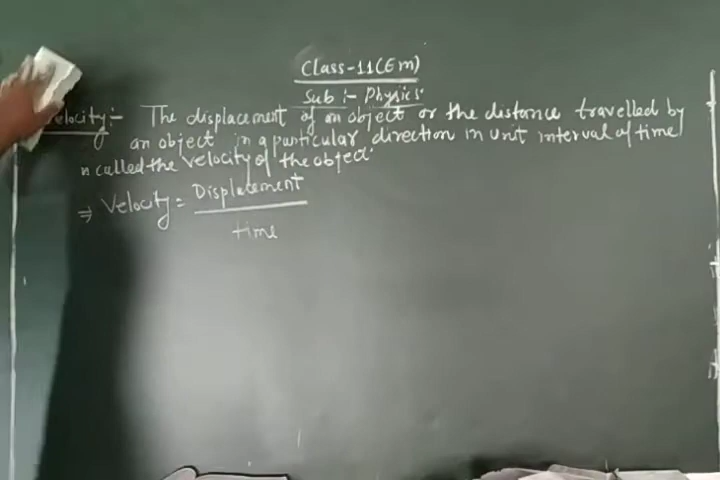 Class-11(Em)
Sub :- Physics:
elocity:- The displacement of an object or the distance travelled by
an object in a particular direction in unit interval of time
is called the velocity of the object.
⇒ Velocity = Displacement
time